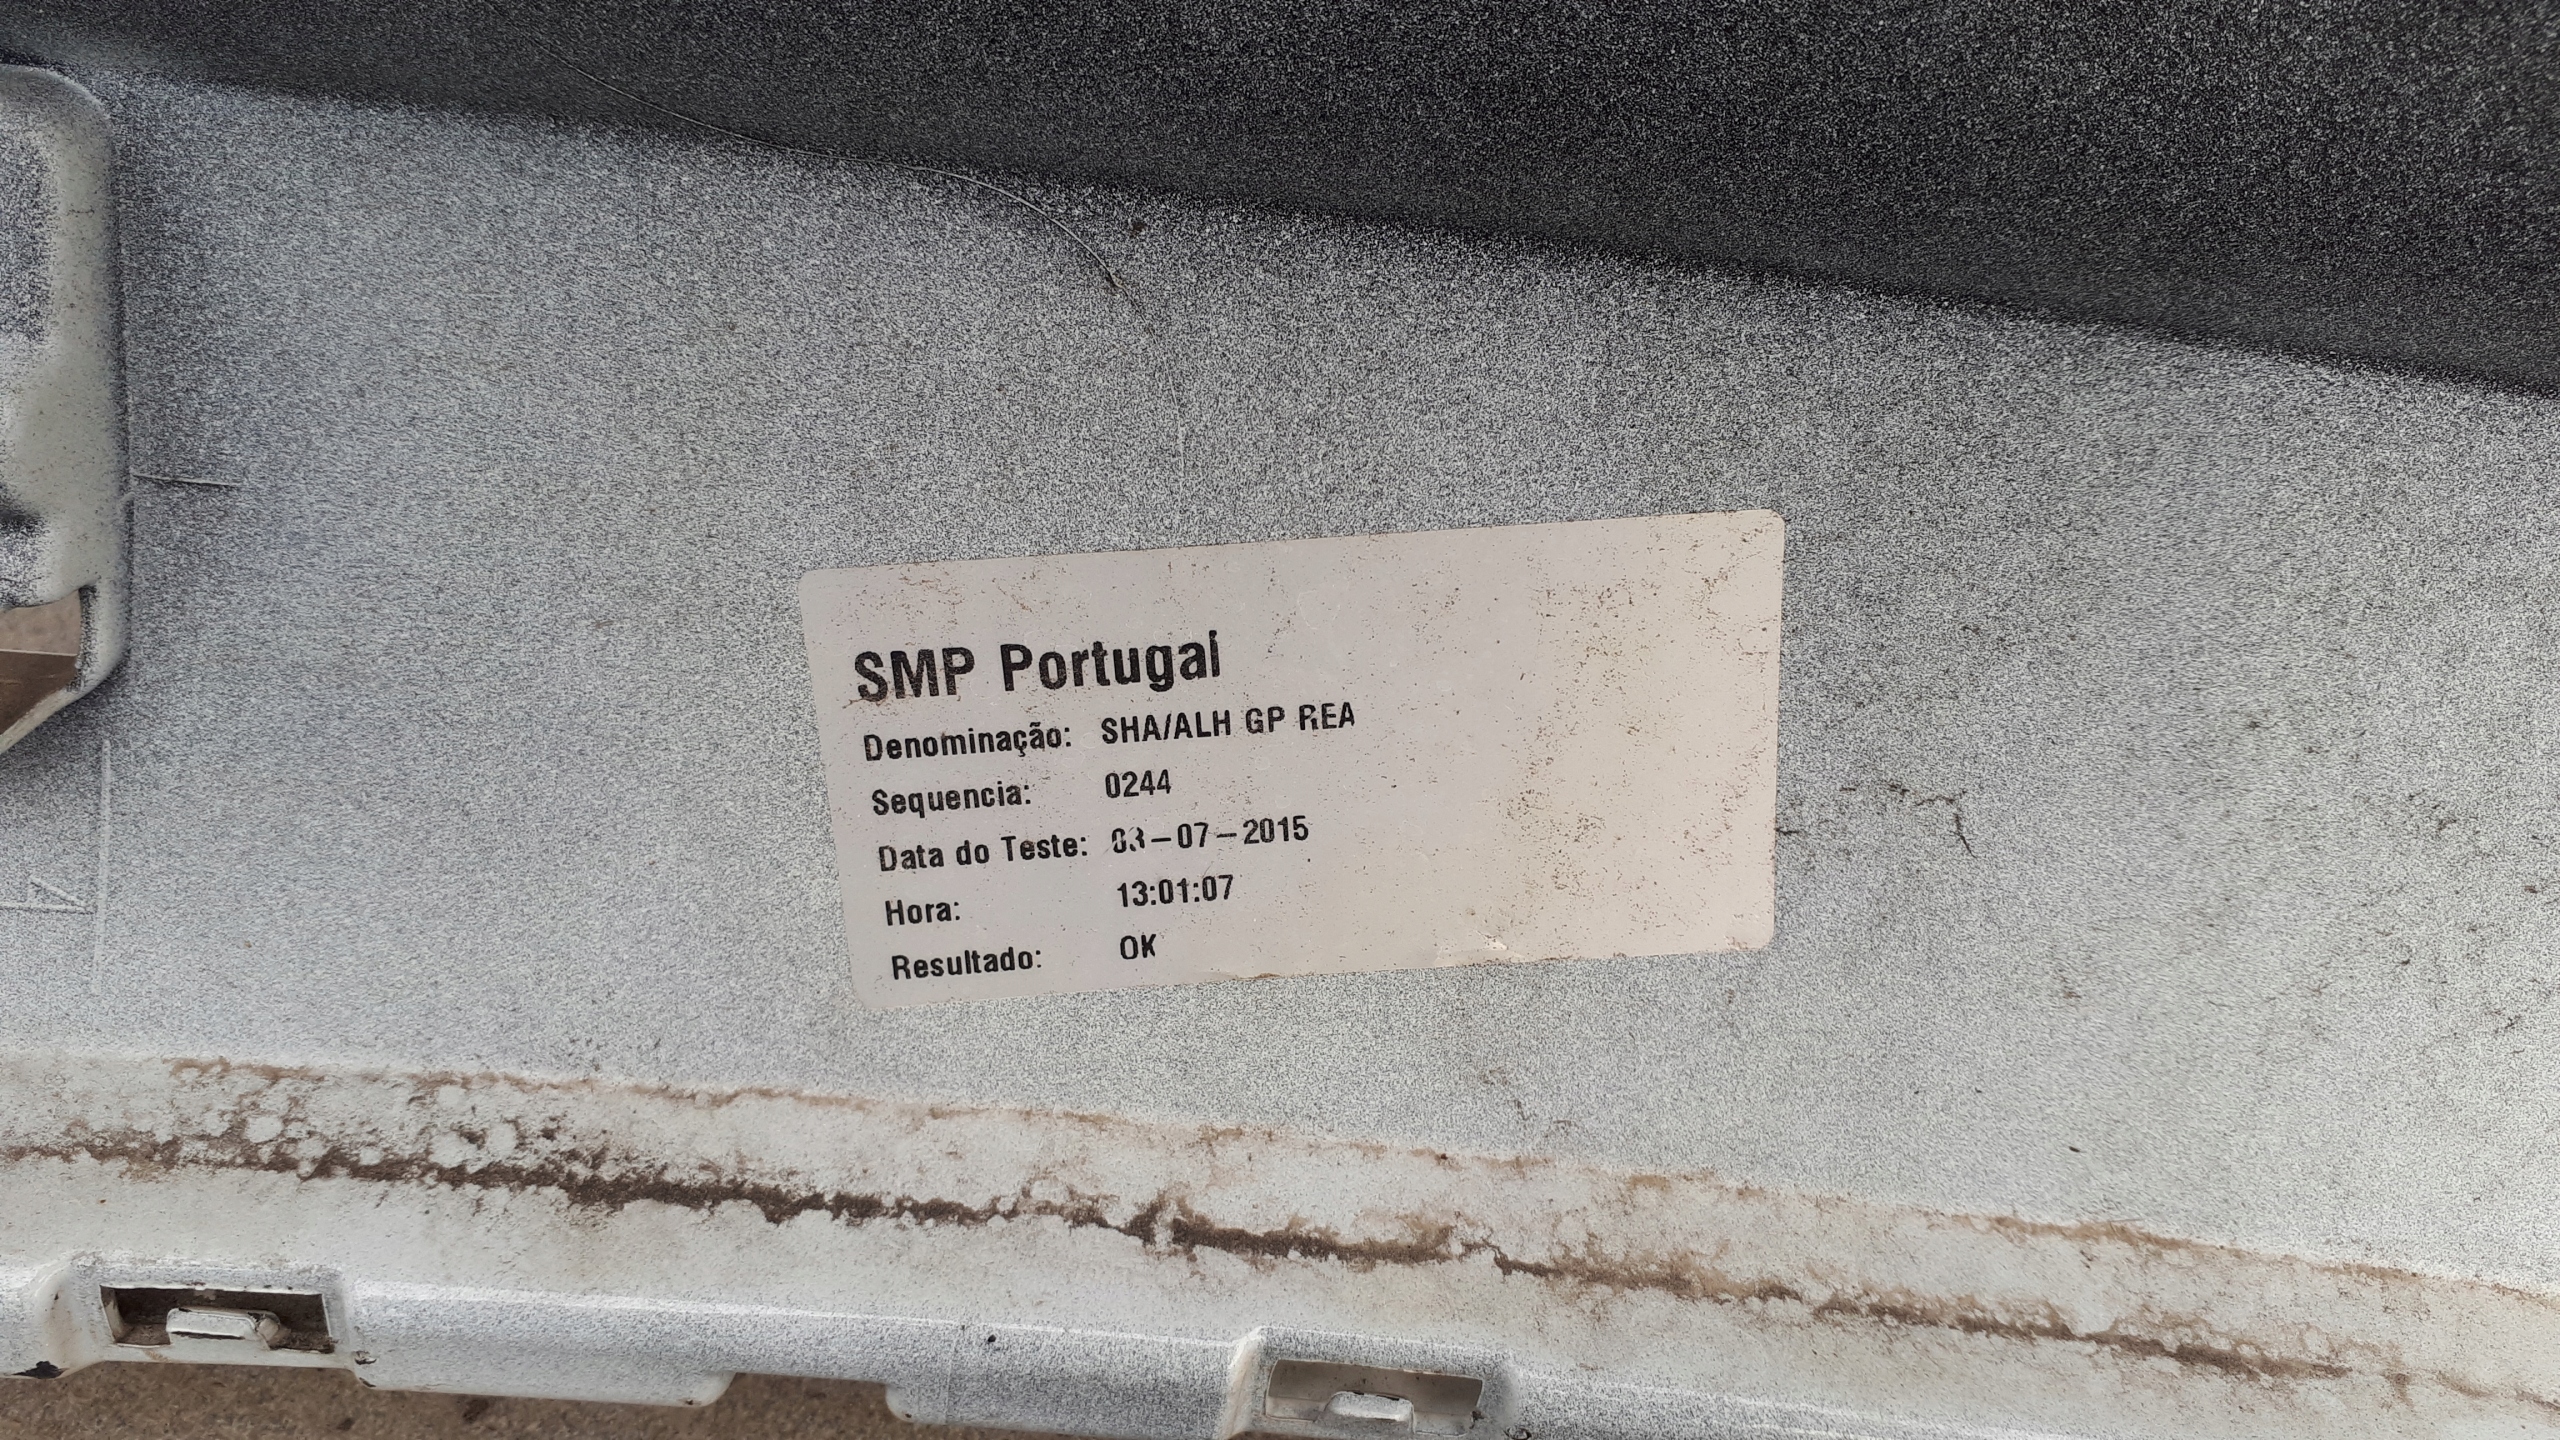 SMP Portugal
Denominação: SHA/ALH GP REA
Sequencia: 0244
Data do Teste: 03-07-2015
Hora: 13:01:07
Resultado: OK